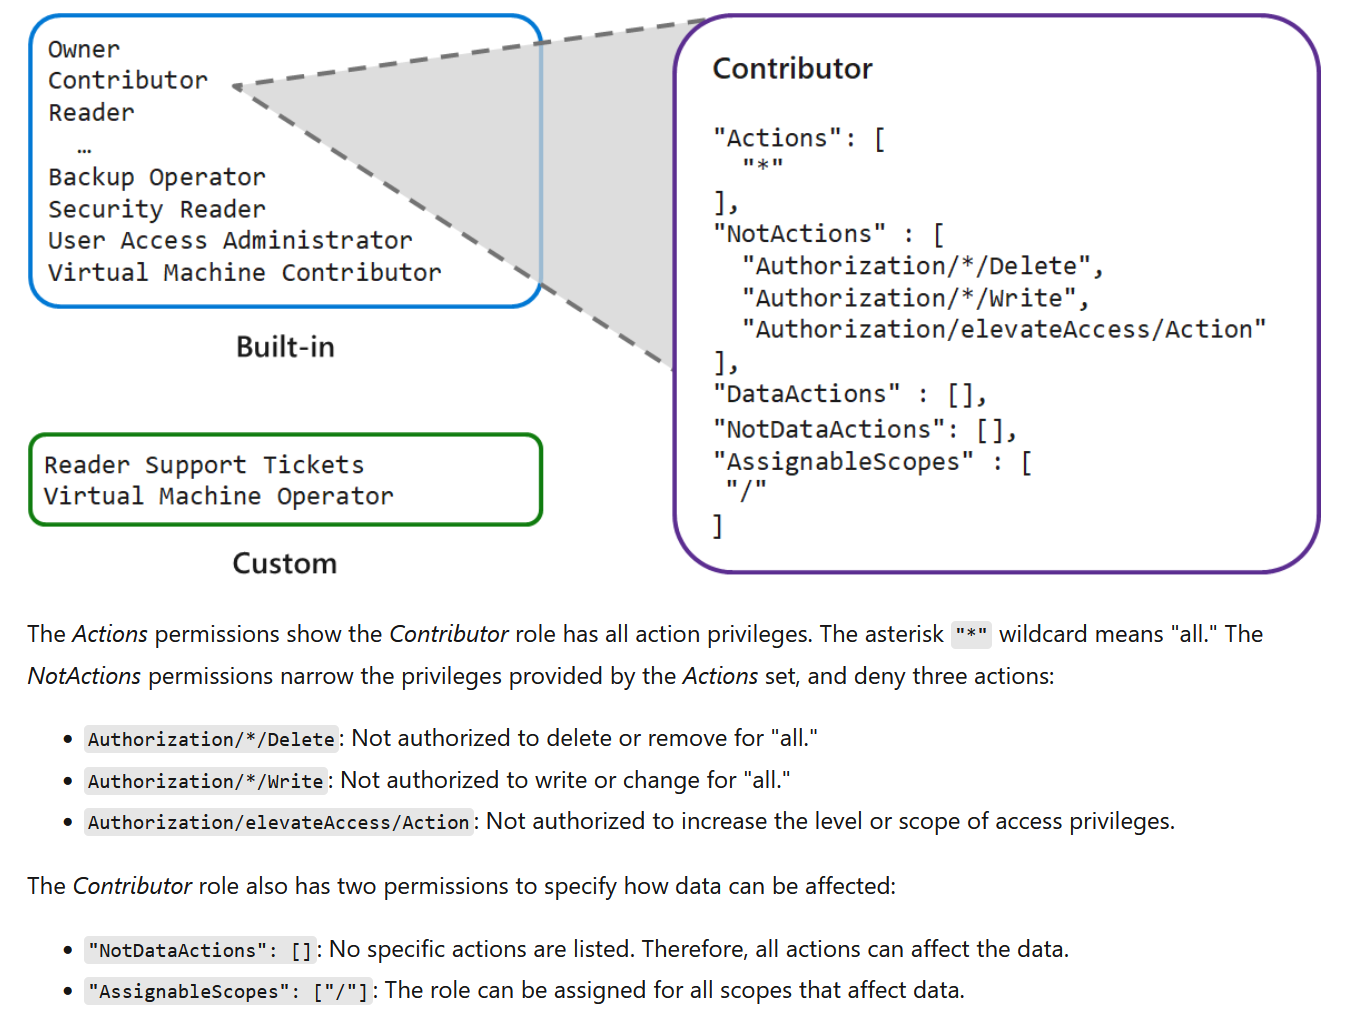 Owner
Contributor
Reader
…
Backup Operator
Security Reader
User Access Administrator
Virtual Machine Contributor
Built-in
Reader Support Tickets
Virtual Machine Operator
Custom
Contributor
"Actions": [
"*"
],
"NotActions" : [
"Authorization/*/Delete",
"Authorization/*/Write",
"Authorization/elevateAccess/Action"
],
"DataActions" : [],
"NotDataActions": [],
"AssignableScopes" : [
"/"
]
The Actions permissions show the Contributor role has all action privileges. The asterisk "*" wildcard means "all." The
NotActions permissions narrow the privileges provided by the Actions set, and deny three actions:
• Authorization/*/Delete: Not authorized to delete or remove for "all."
• Authorization/*/Write: Not authorized to write or change for "all."
• Authorization/elevateAccess/Action: Not authorized to increase the level or scope of access privileges.
The Contributor role also has two permissions to specify how data can be affected:
• "NotDataActions": []: No specific actions are listed. Therefore, all actions can affect the data.
• "AssignableScopes": ["/"]: The role can be assigned for all scopes that affect data.